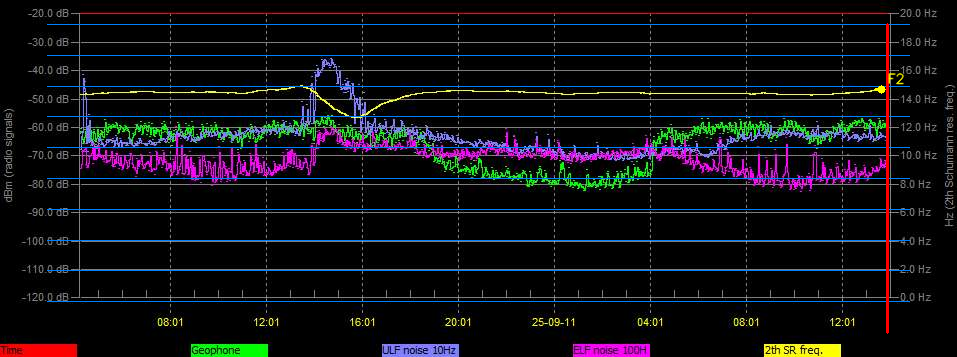 -20.0 dB
20.0 Hz
-30.0 dB
18.0 Hz
-40.0 dB
16.0 Hz
F2
-50.0 dB
14.0 Hz
-60.0 dB
12.0 Hz
-70.0 dB
10.0 Hz
-80.0 dB
8.0 Hz
-90.0 dB
6.0 Hz
-100.0 dB
4.0 Hz
-110.0 dB
2.0 Hz
-120.0 dB
0.0 Hz
dBm (radio signals)
Hz (2th Schumann res. freq.)
08:01 12:01 16:01 20:01 25-09-11 04:01 08:01 12:01
Time Geophone ULF noise 10Hz ELF noise 100H 2th SR freq.